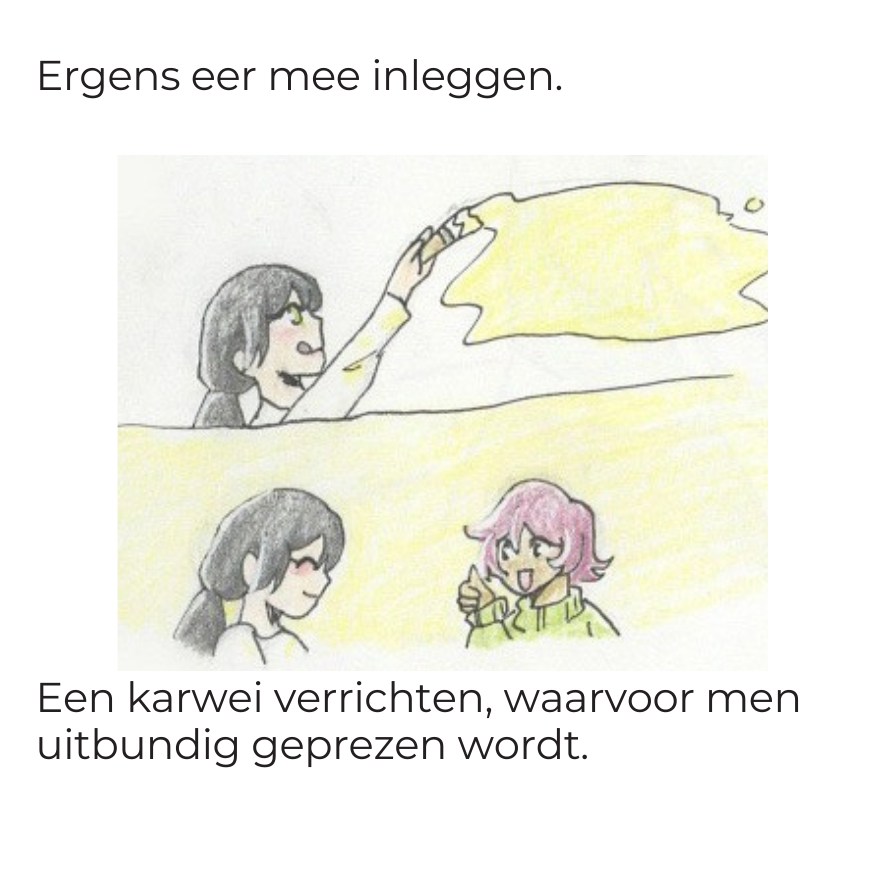 Ergens eer mee inleggen.
Een karwei verrichten, waarvoor men
uitbundig geprezen wordt.